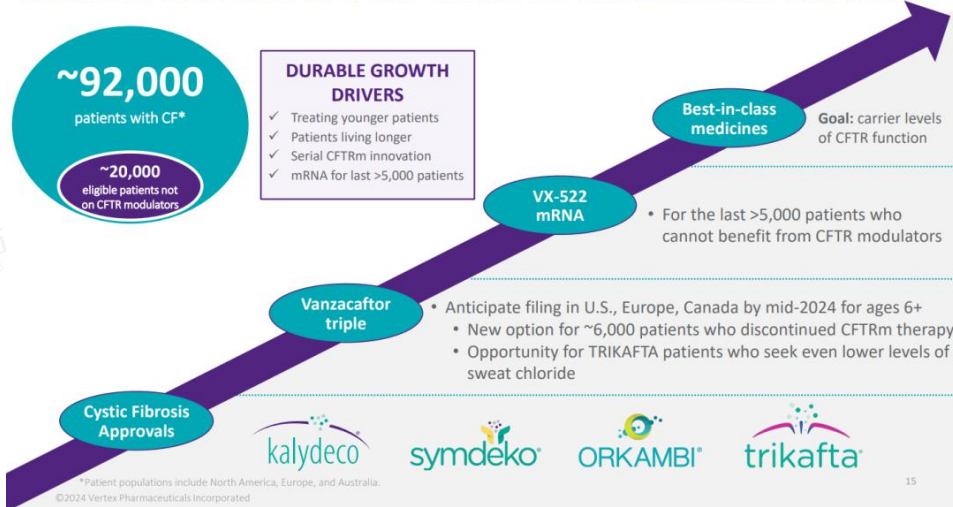 ~92,000
patients with CF*
~20,000
eligible patients not
on CFTR modulators
DURABLE GROWTH
DRIVERS
✓ Treating younger patients
✓ Patients living longer
✓ Serial CFTRm innovation
✓ mRNA for last >5,000 patients
Best-in-class
medicines
Goal: carrier levels
of CFTR function
VX-522
mRNA
• For the last >5,000 patients who
cannot benefit from CFTR modulators
Vanzacaftor
triple
• Anticipate filing in U.S., Europe, Canada by mid-2024 for ages 6+
• New option for ~6,000 patients who discontinued CFTRm therapy
• Opportunity for TRIKAFTA patients who seek even lower levels of
sweat chloride
Cystic Fibrosis
Approvals
kalydeco
symdeko®
ORKAMBI®
trikafta®
*Patient populations include North America, Europe, and Australia.
©2024 Vertex Pharmaceuticals Incorporated
15